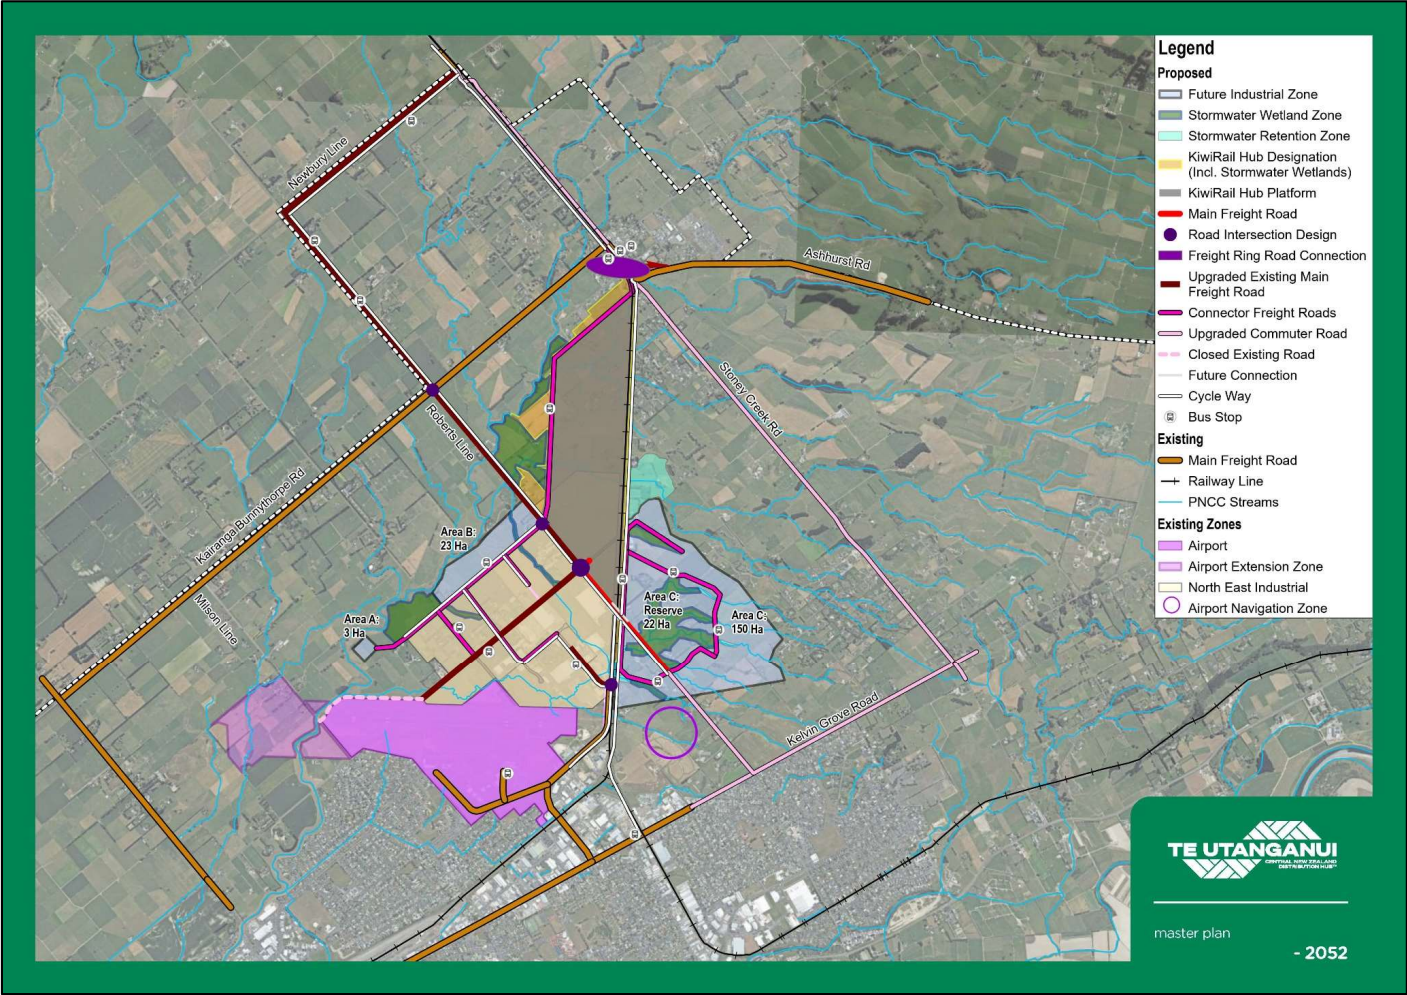 Newbury Line
Ashhurst Rd
Stoney Creek Rd
Roberts Line
Kairanga Bunnythorpe Rd
Milson Line
Area B:
23 Ha
Area A:
3 Ha
Area C:
Reserve
22 Ha
Area C:
150 Ha
Kelvin Grove Road
Legend
Proposed
Future Industrial Zone
Stormwater Wetland Zone
Stormwater Retention Zone
KiwiRail Hub Designation
(Incl. Stormwater Wetlands)
KiwiRail Hub Platform
Main Freight Road
Road Intersection Design
Freight Ring Road Connection
Upgraded Existing Main
Freight Road
Connector Freight Roads
Upgraded Commuter Road
Closed Existing Road
Future Connection
Cycle Way
Bus Stop
Existing
Main Freight Road
Railway Line
PNCC Streams
Existing Zones
Airport
Airport Extension Zone
North East Industrial
Airport Navigation Zone
TE UTANGANUI
CENTRAL NEW ZEALAND
DISTRIBUTION HUB™
master plan
- 2052